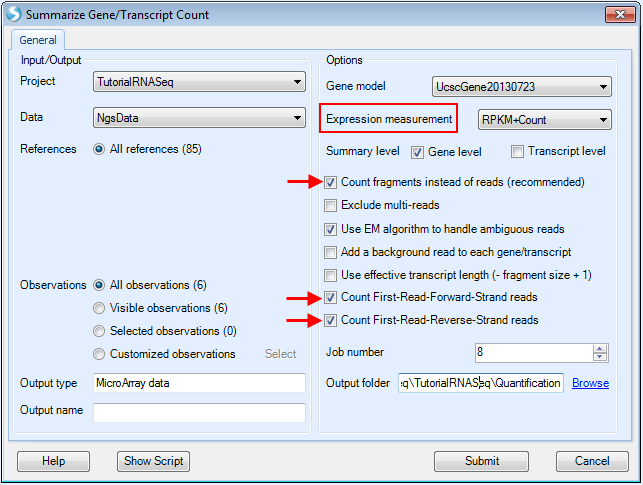 Summarize Gene/Transcript Count
General
Input/Output
Project TutorialRNASeq
Data NgsData
References All references (85)
Observations All observations (6)
Visible observations (6)
Selected observations (0)
Customized observations Select
Output type MicroArray data
Output name
Options
Gene model UcscGene20130723
Expression measurement RPKM+Count
Summary level Gene level Transcript level
Count fragments instead of reads (recommended)
Exclude multi-reads
Use EM algorithm to handle ambiguous reads
Add a background read to each gene/transcript
Use effective transcript length (- fragment size + 1)
Count First-Read-Forward-Strand reads
Count First-Read-Reverse-Strand reads
Job number 8
Output folder eq\TutorialRNASeq\Quantification Browse
Help Show Script Submit Cancel